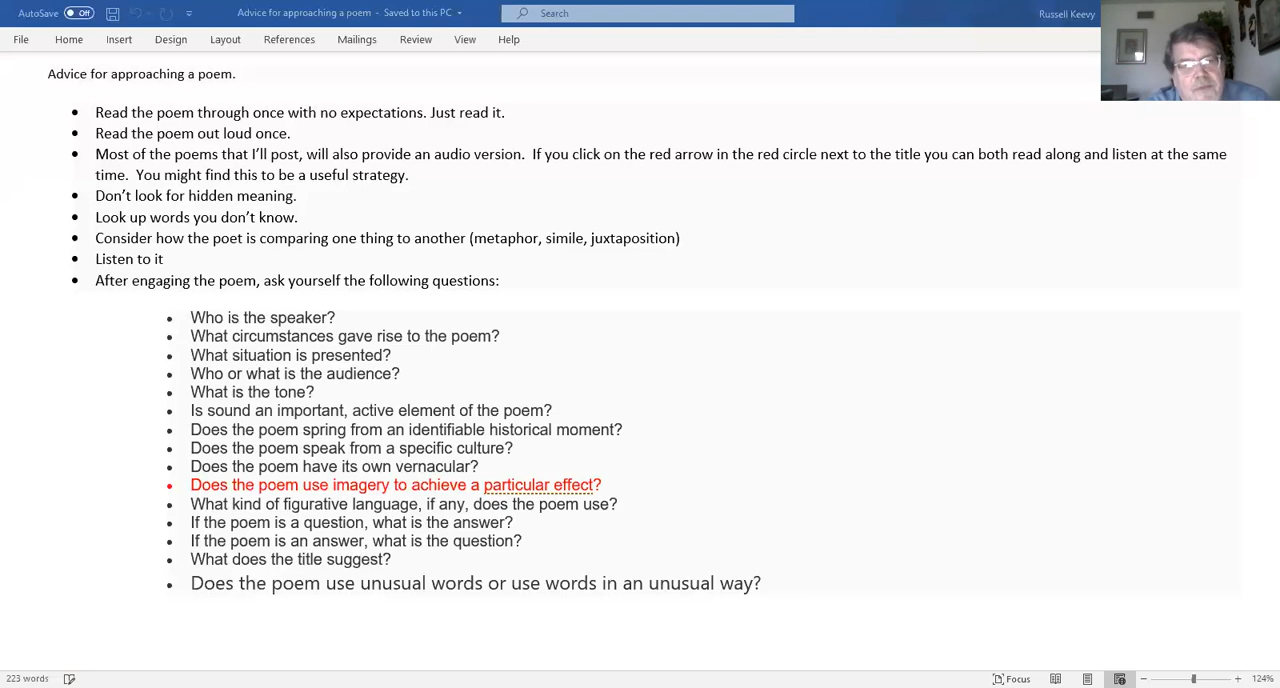 AutoSave Off Advice for approaching a poem - Saved to this PC Search Russell Keevy
File Home Insert Design Layout References Mailings Review View Help
Advice for approaching a poem.
• Read the poem through once with no expectations. Just read it.
• Read the poem out loud once.
• Most of the poems that I'll post, will also provide an audio version. If you click on the red arrow in the red circle next to the title you can both read along and listen at the same
time. You might find this to be a useful strategy.
• Don't look for hidden meaning.
• Look up words you don't know.
• Consider how the poet is comparing one thing to another (metaphor, simile, juxtaposition)
• Listen to it
• After engaging the poem, ask yourself the following questions:
• Who is the speaker?
• What circumstances gave rise to the poem?
• What situation is presented?
• Who or what is the audience?
• What is the tone?
• Is sound an important, active element of the poem?
• Does the poem spring from an identifiable historical moment?
• Does the poem speak from a specific culture?
• Does the poem have its own vernacular?
• Does the poem use imagery to achieve a particular effect?
• What kind of figurative language, if any, does the poem use?
• If the poem is a question, what is the answer?
• If the poem is an answer, what is the question?
• What does the title suggest?
• Does the poem use unusual words or use words in an unusual way?
223 words Focus 124%